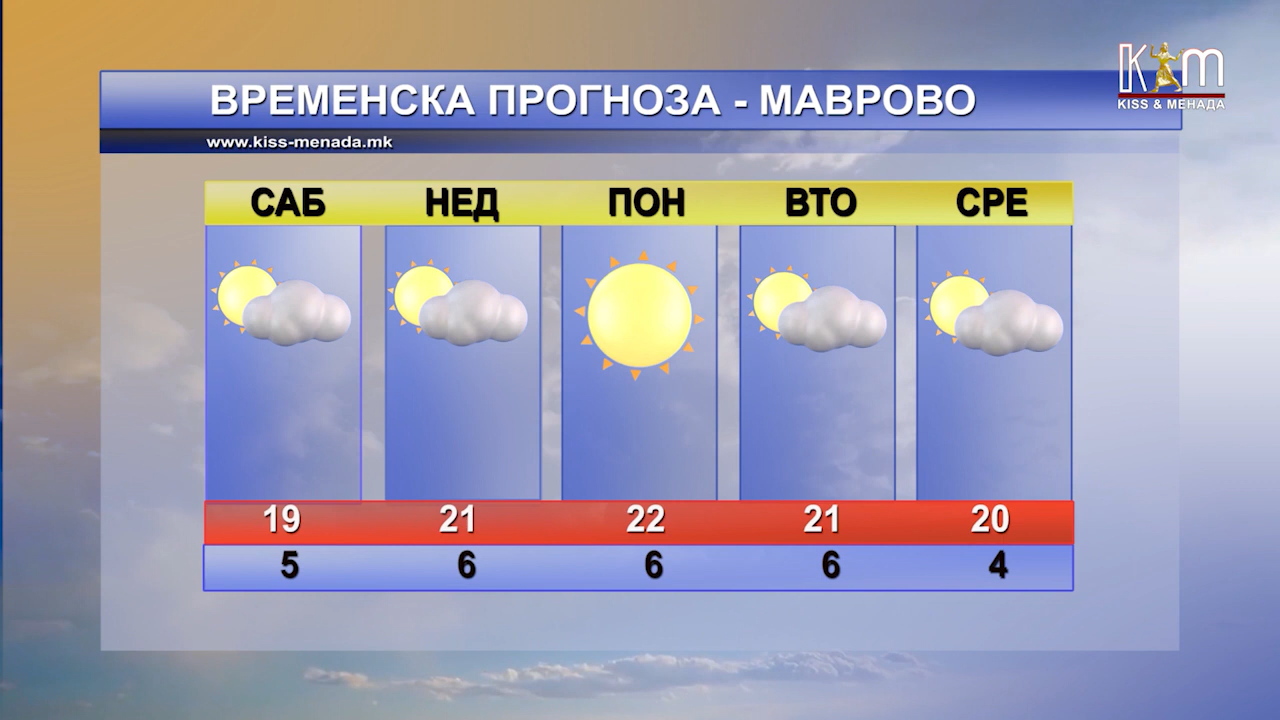 ВРЕМЕНСКА ПРОГНОЗА - МАВРОВО
Km
KISS & МЕНАДА
www.kiss-menada.mk
САБ НЕД ПОН ВТО СРЕ
19 21 22 21 20
5 6 6 6 4